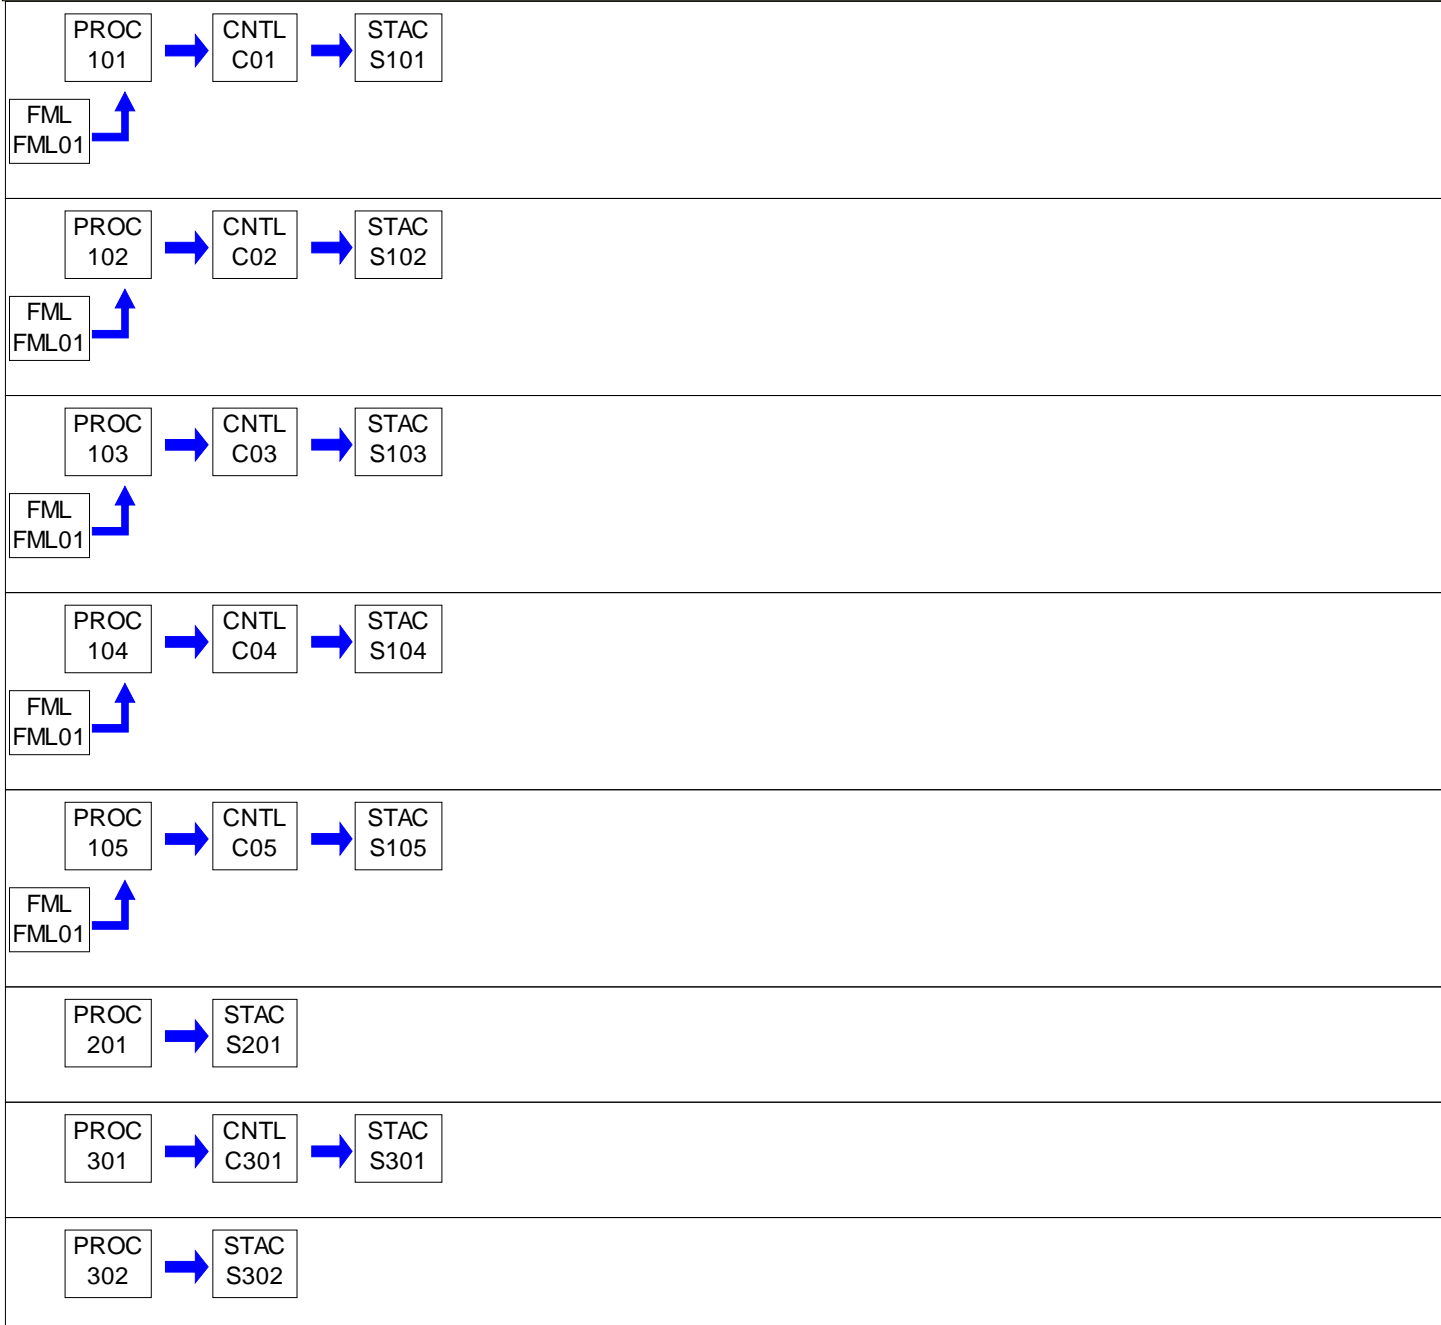 PROC
101
CNTL
C01
STAC
S101
FML
FML01
PROC
102
CNTL
C02
STAC
S102
FML
FML01
PROC
103
CNTL
C03
STAC
S103
FML
FML01
PROC
104
CNTL
C04
STAC
S104
FML
FML01
PROC
105
CNTL
C05
STAC
S105
FML
FML01
PROC
201
STAC
S201
PROC
301
CNTL
C301
STAC
S301
PROC
302
STAC
S302